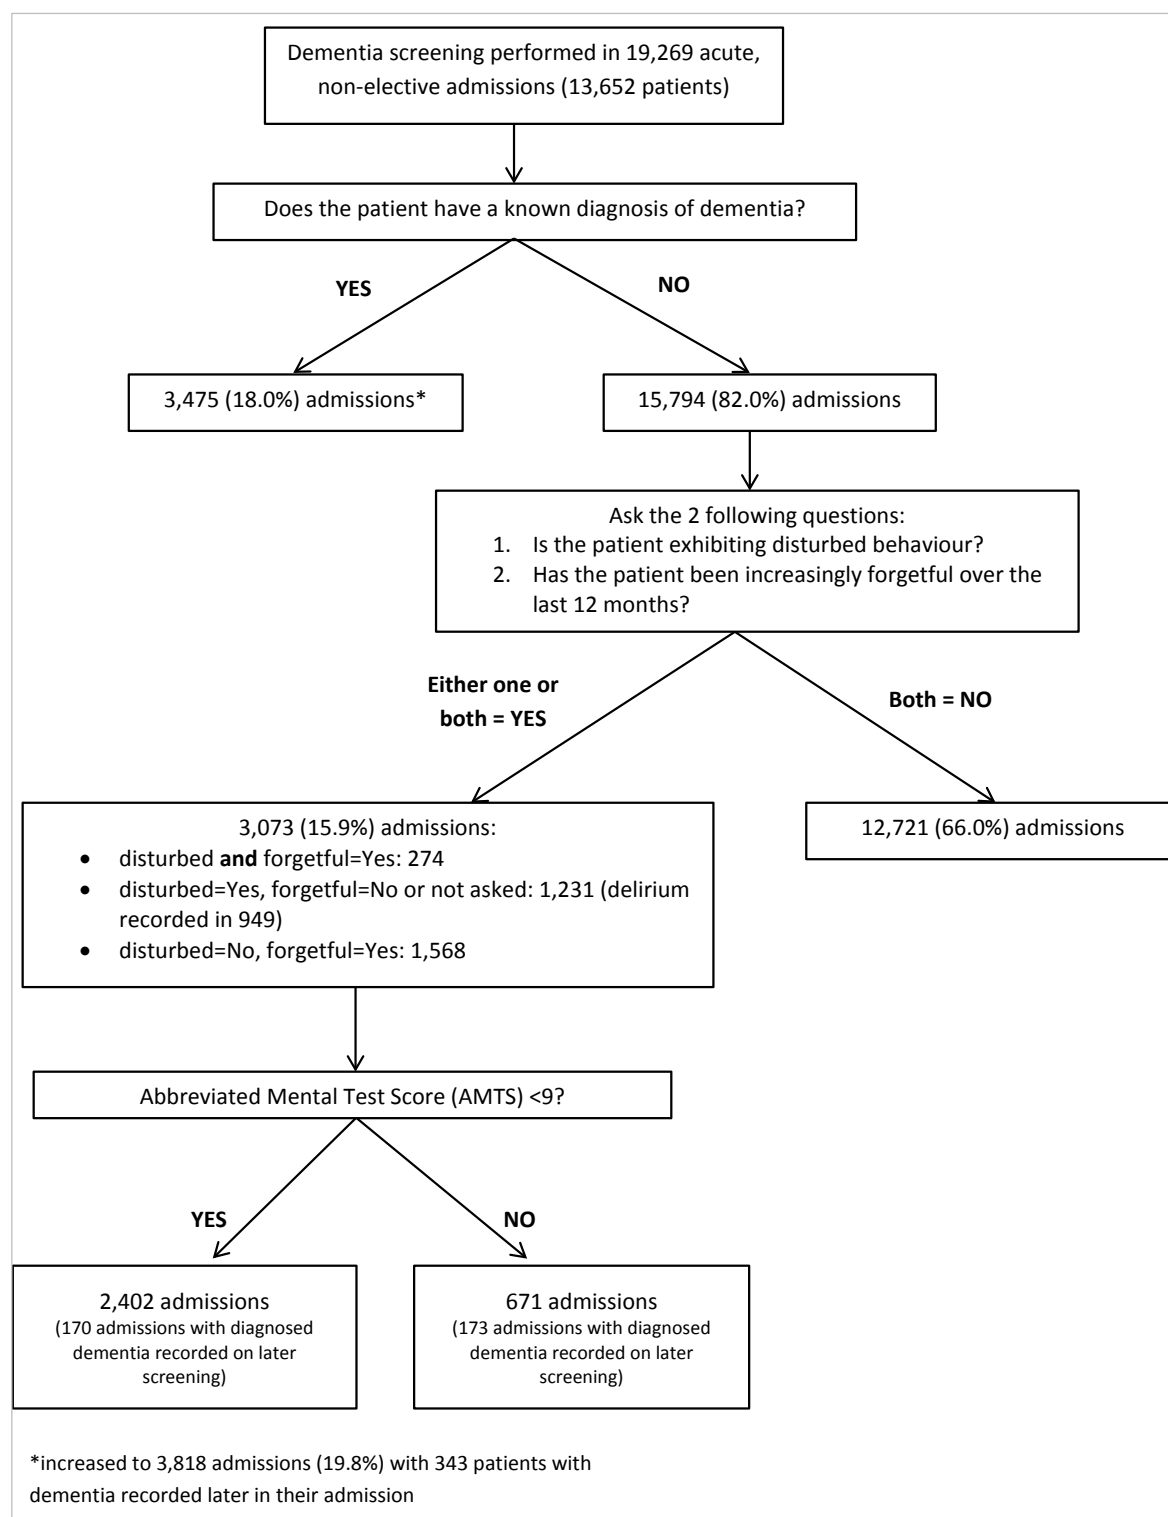 Dementia screening performed in 19,269 acute,
non-elective admissions (13,652 patients)
Does the patient have a known diagnosis of dementia?
YES
NO
3,475 (18.0%) admissions*
15,794 (82.0%) admissions
Ask the 2 following questions:
1. Is the patient exhibiting disturbed behaviour?
2. Has the patient been increasingly forgetful over the
last 12 months?
Either one or
both = YES
Both = NO
3,073 (15.9%) admissions:
• disturbed and forgetful=Yes: 274
• disturbed=Yes, forgetful=No or not asked: 1,231 (delirium
recorded in 949)
• disturbed=No, forgetful=Yes: 1,568
12,721 (66.0%) admissions
Abbreviated Mental Test Score (AMTS) <9?
YES
NO
2,402 admissions
(170 admissions with diagnosed
dementia recorded on later
screening)
671 admissions
(173 admissions with diagnosed
dementia recorded on later
screening)
*increased to 3,818 admissions (19.8%) with 343 patients with
dementia recorded later in their admission